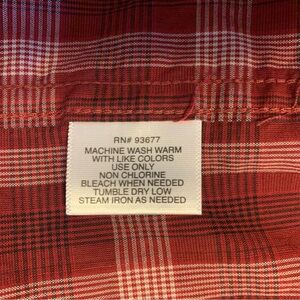 RN# 93677
MACHINE WASH WARM
WITH LIKE COLORS
USE ONLY
NON CHLORINE
BLEACH WHEN NEEDED
TUMBLE DRY LOW
STEAM IRON AS NEEDED